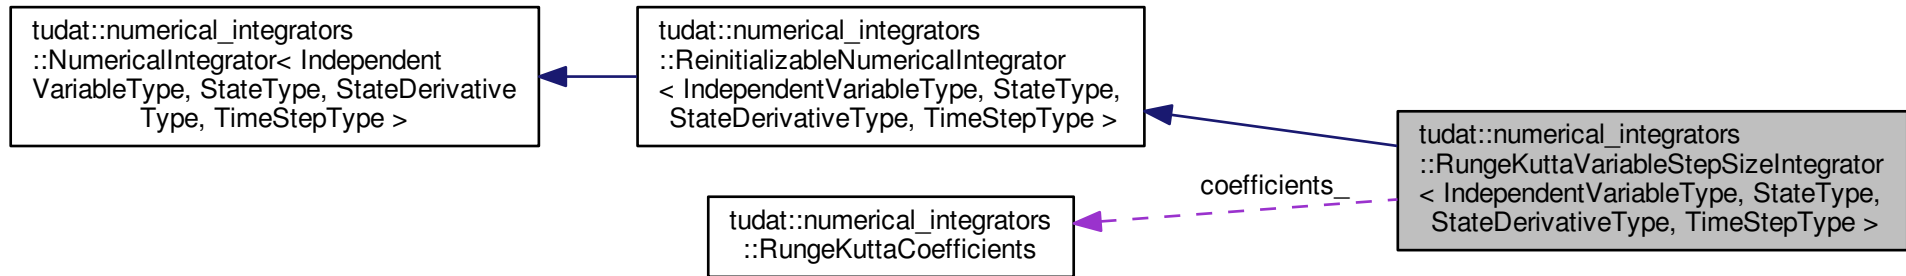 tudat::numerical_integrators
::NumericalIntegrator< Independent
VariableType, StateType, StateDerivative
Type, TimeStepType >
tudat::numerical_integrators
::ReinitializableNumericalIntegrator
< IndependentVariableType, StateType,
StateDerivativeType, TimeStepType >
tudat::numerical_integrators
::RungeKuttaVariableStepSizeIntegrator
< IndependentVariableType, StateType,
StateDerivativeType, TimeStepType >
coefficients_
tudat::numerical_integrators
::RungeKuttaCoefficients